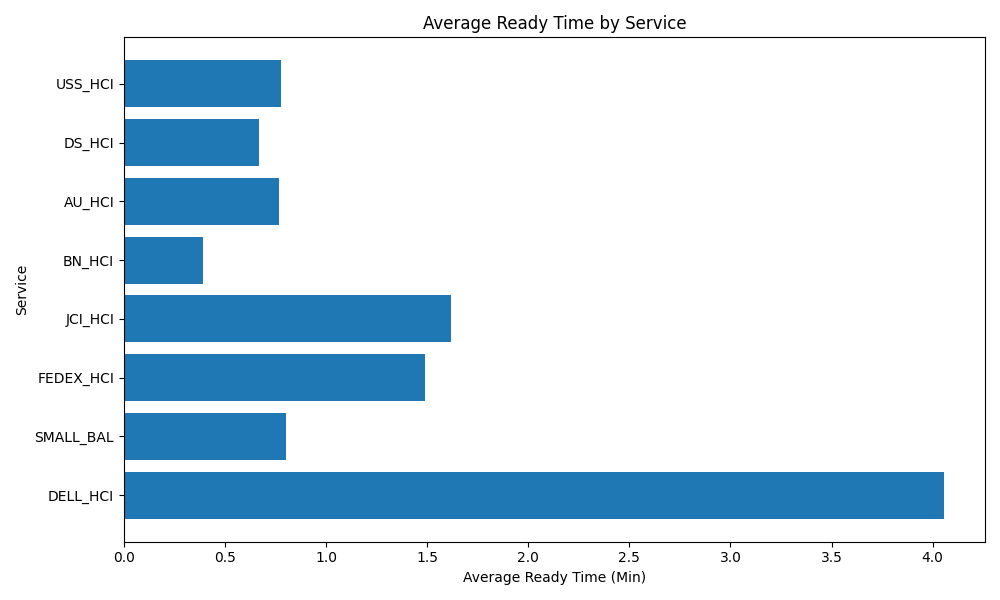 Average Ready Time by Service
Service
USS_HCI
DS_HCI
AU_HCI
BN_HCI
JCI_HCI
FEDEX_HCI
SMALL_BAL
DELL_HCI
0.0 0.5 1.0 1.5 2.0 2.5 3.0 3.5 4.0
Average Ready Time (Min)